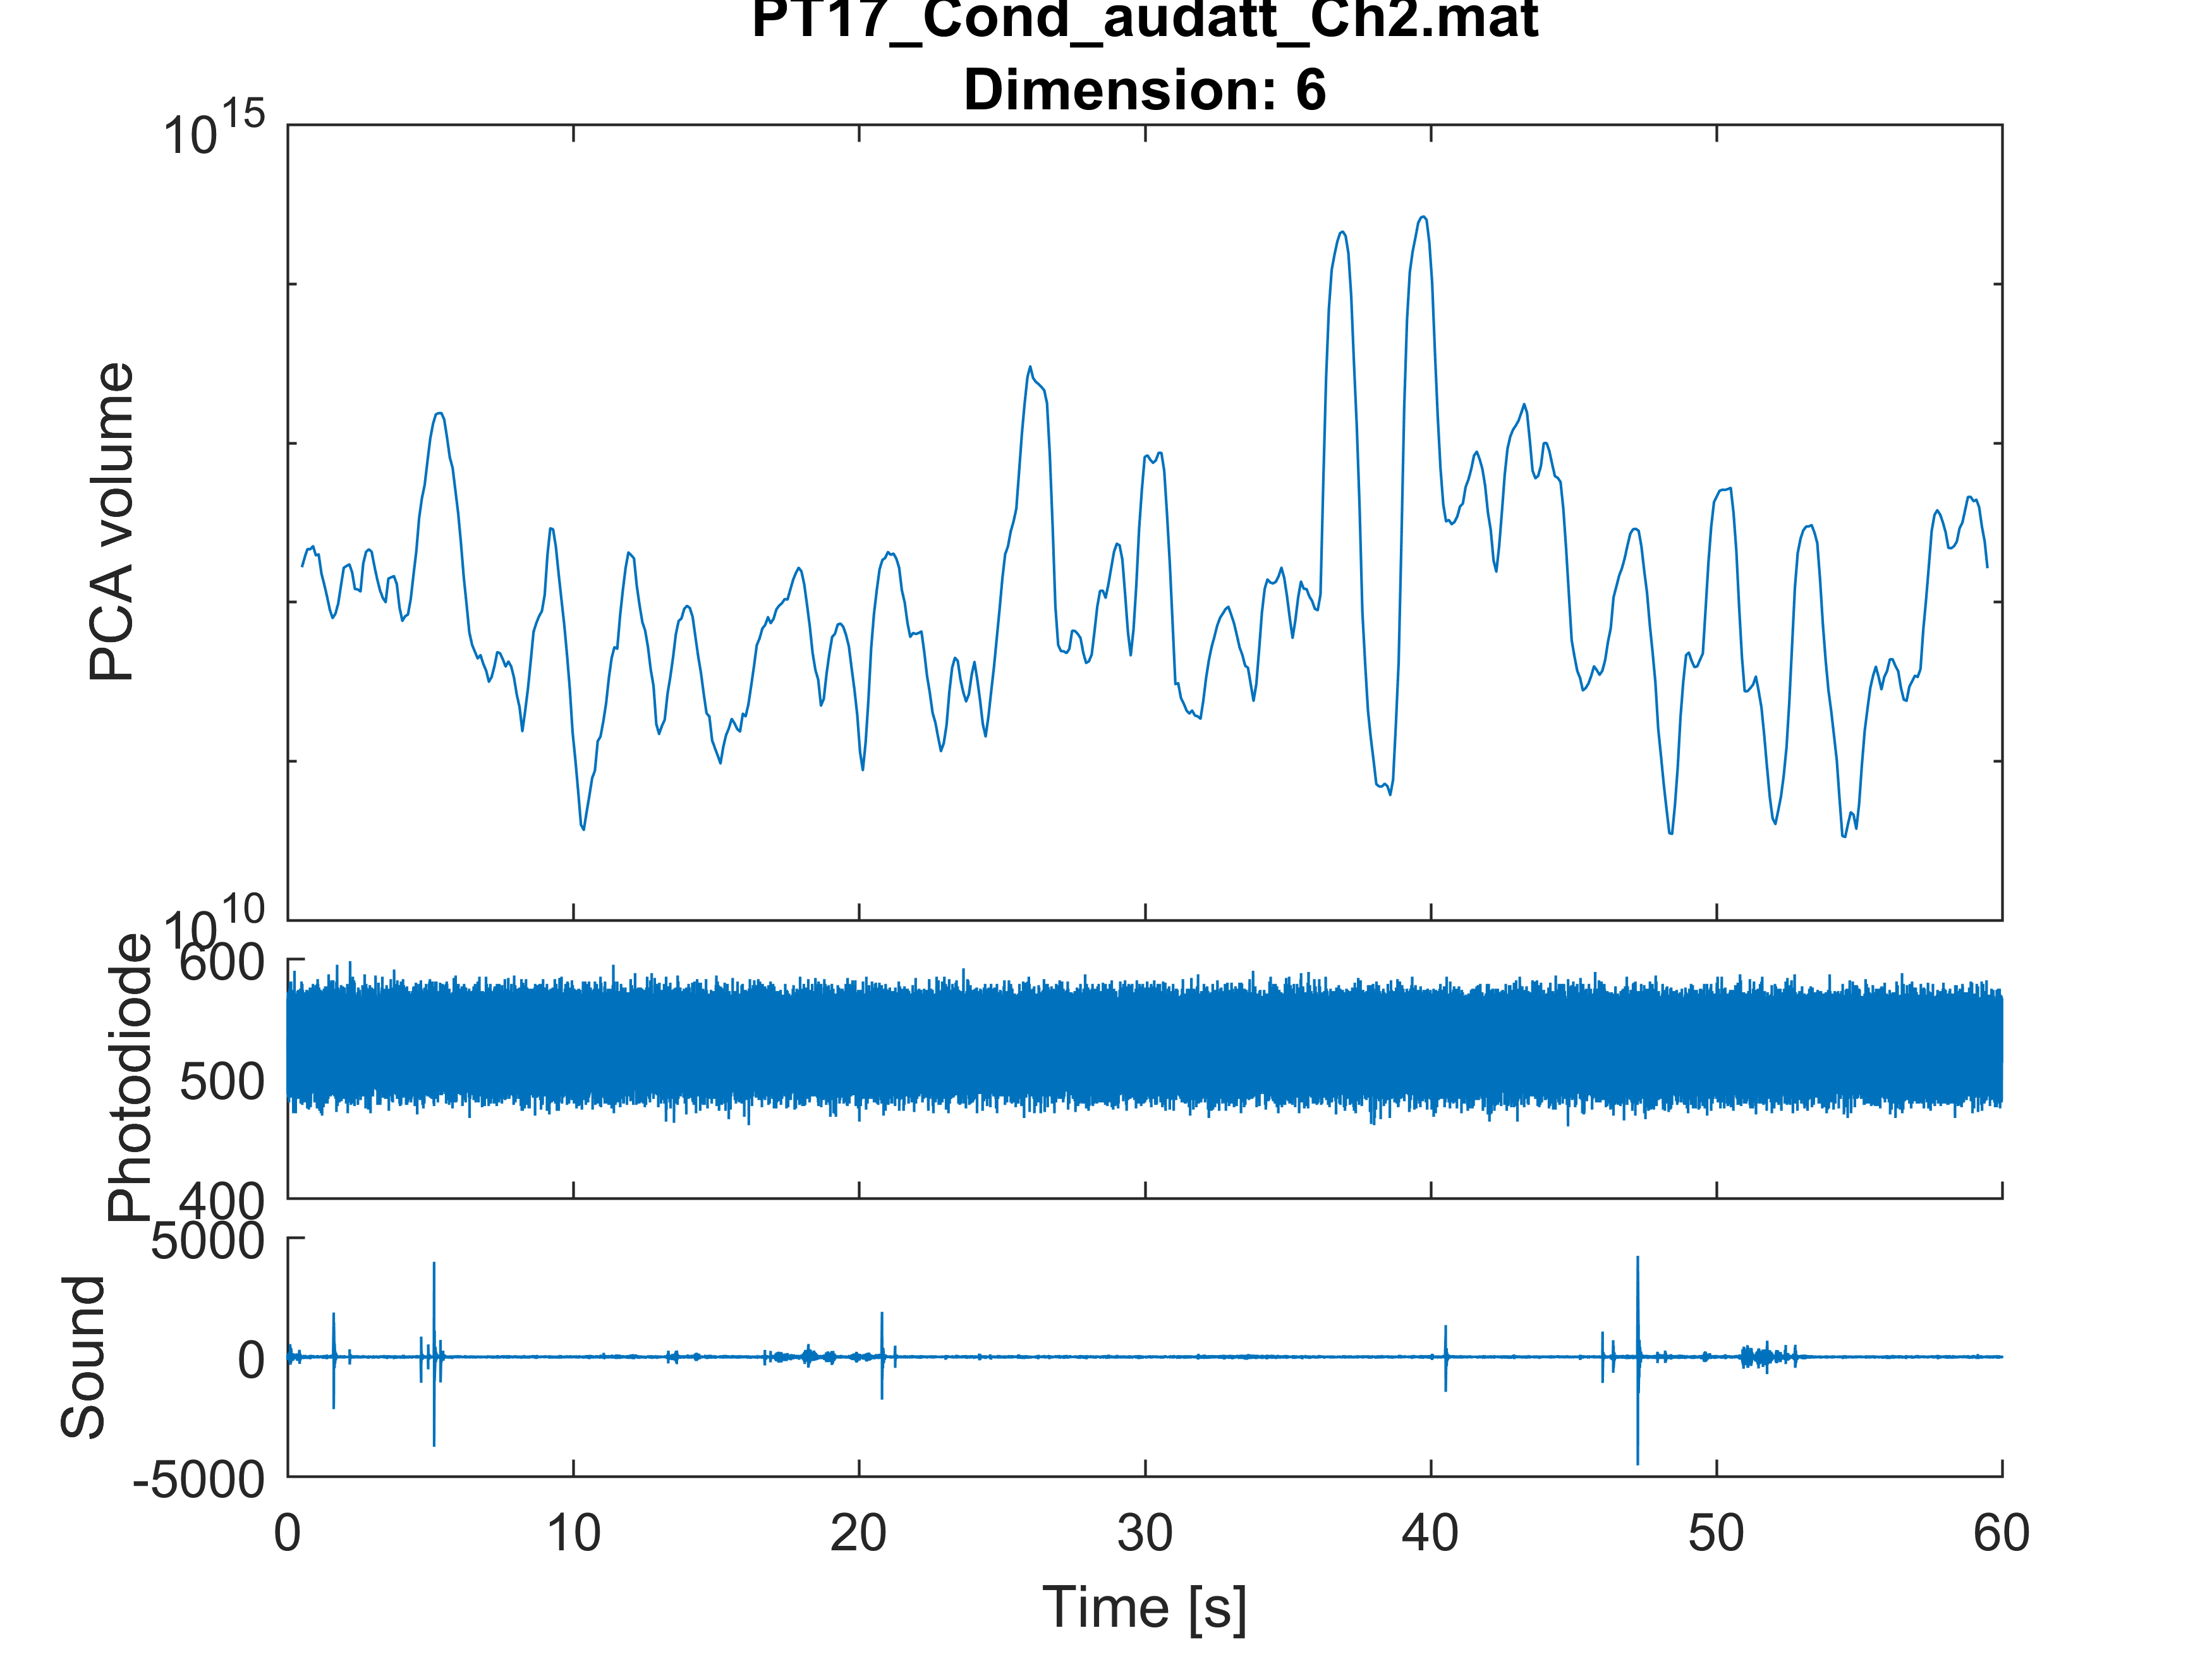 PT17_Cond_audatt_Ch2.mat
Dimension: 6
10^15
PCA volume
10^10
600
Photodiode
500
400
5000
Sound
0
-5000
0 10 20 30 40 50 60
Time [s]